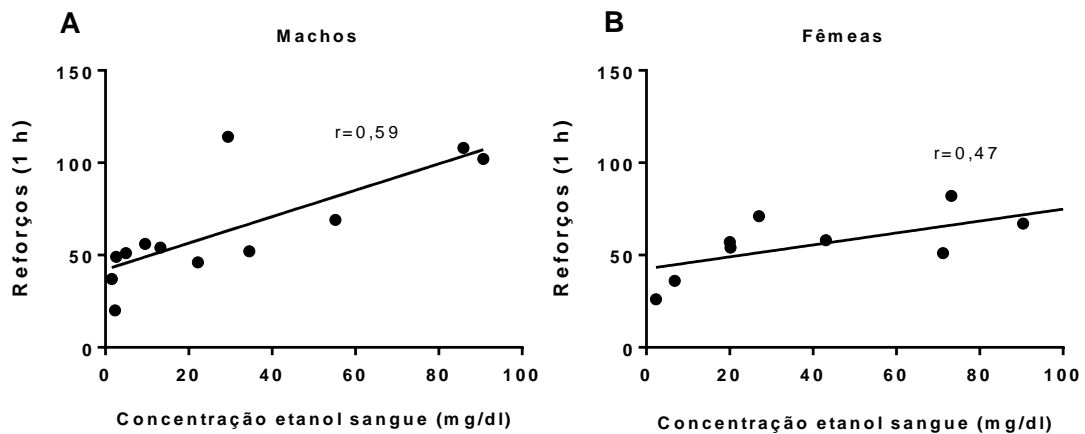 A
Machos
150
100
50
0
Reforços (1 h)
r=0,59
0 20 40 60 80 100
Concentração etanol sangue (mg/dl)
B
Fêmeas
150
100
50
0
Reforços (1 h)
r=0,47
0 20 40 60 80 100
Concentração etanol sangue (mg/dl)